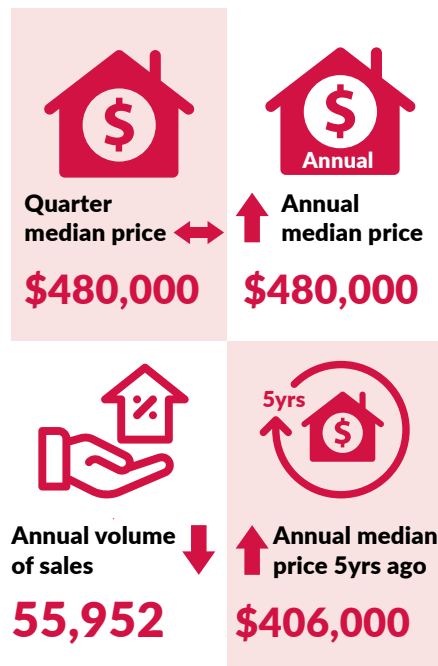 $
Quarter
median price
$480,000
$
Annual
Annual
median price
$480,000
%
Annual volume
of sales
55,952
5yrs
$
Annual median
price 5yrs ago
$406,000